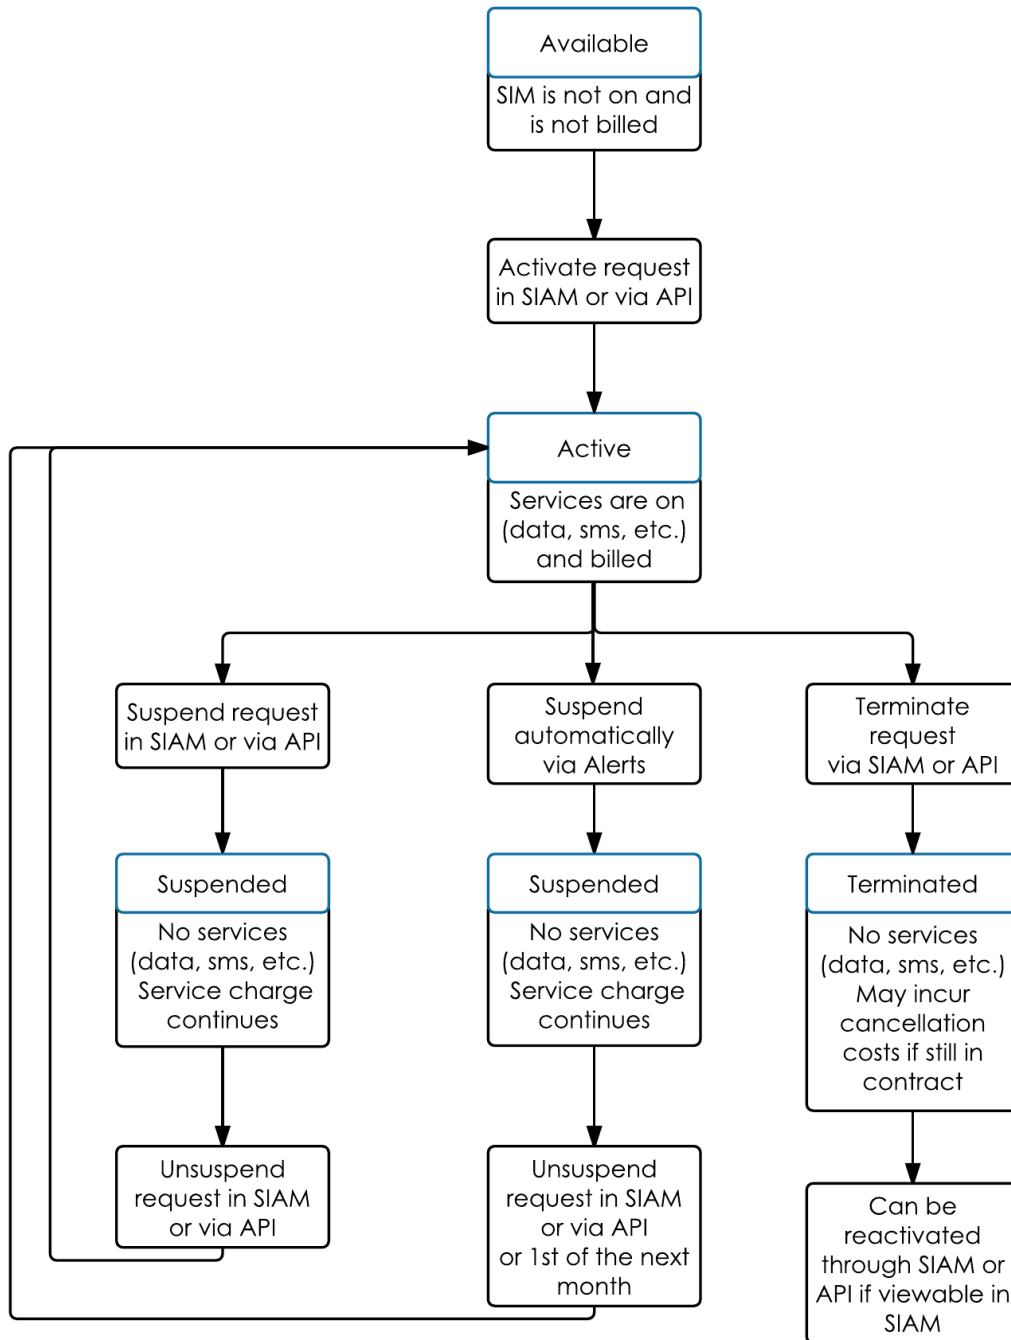 Available
SIM is not on and
is not billed
Activate request
in SIAM or via API
Active
Services are on
(data, sms, etc.)
and billed
Suspend request
in SIAM or via API
Suspend
automatically
via Alerts
Terminate
request
via SIAM or API
Suspended
No services
(data, sms, etc.)
Service charge
continues
Suspended
No services
(data, sms, etc.)
Service charge
continues
Terminated
No services
(data, sms, etc.)
May incur
cancellation
costs if still in
contract
Unsuspend
request in SIAM
or via API
Unsuspend
request in SIAM
or via API
or 1st of the next
month
Can be
reactivated
through SIAM or
API if viewable in
SIAM